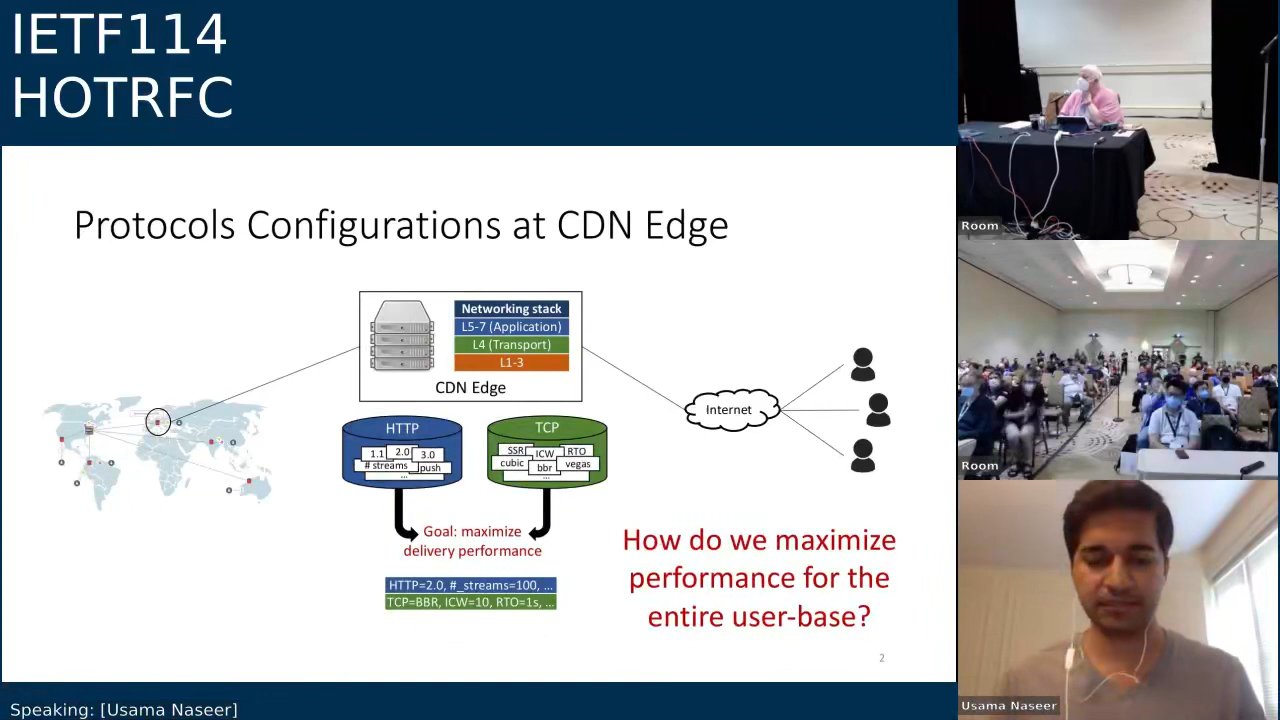 IETF114
HOTRFC
Protocols Configurations at CDN Edge
Networking stack
L5-7 (Application)
L4 (Transport)
L1-3
CDN Edge
Internet
HTTP
1.1
2.0
3.0
# streams
push
...
TCP
SSR
ICW
RTO
cubic
bbr
vegas
...
Goal: maximize
delivery performance
HTTP=2.0, #_streams=100, ...
TCP=BBR, ICW=10, RTO=1s, ...
How do we maximize
performance for the
entire user-base?
2
Room
Room
Usama Naseer
Speaking: [Usama Naseer]